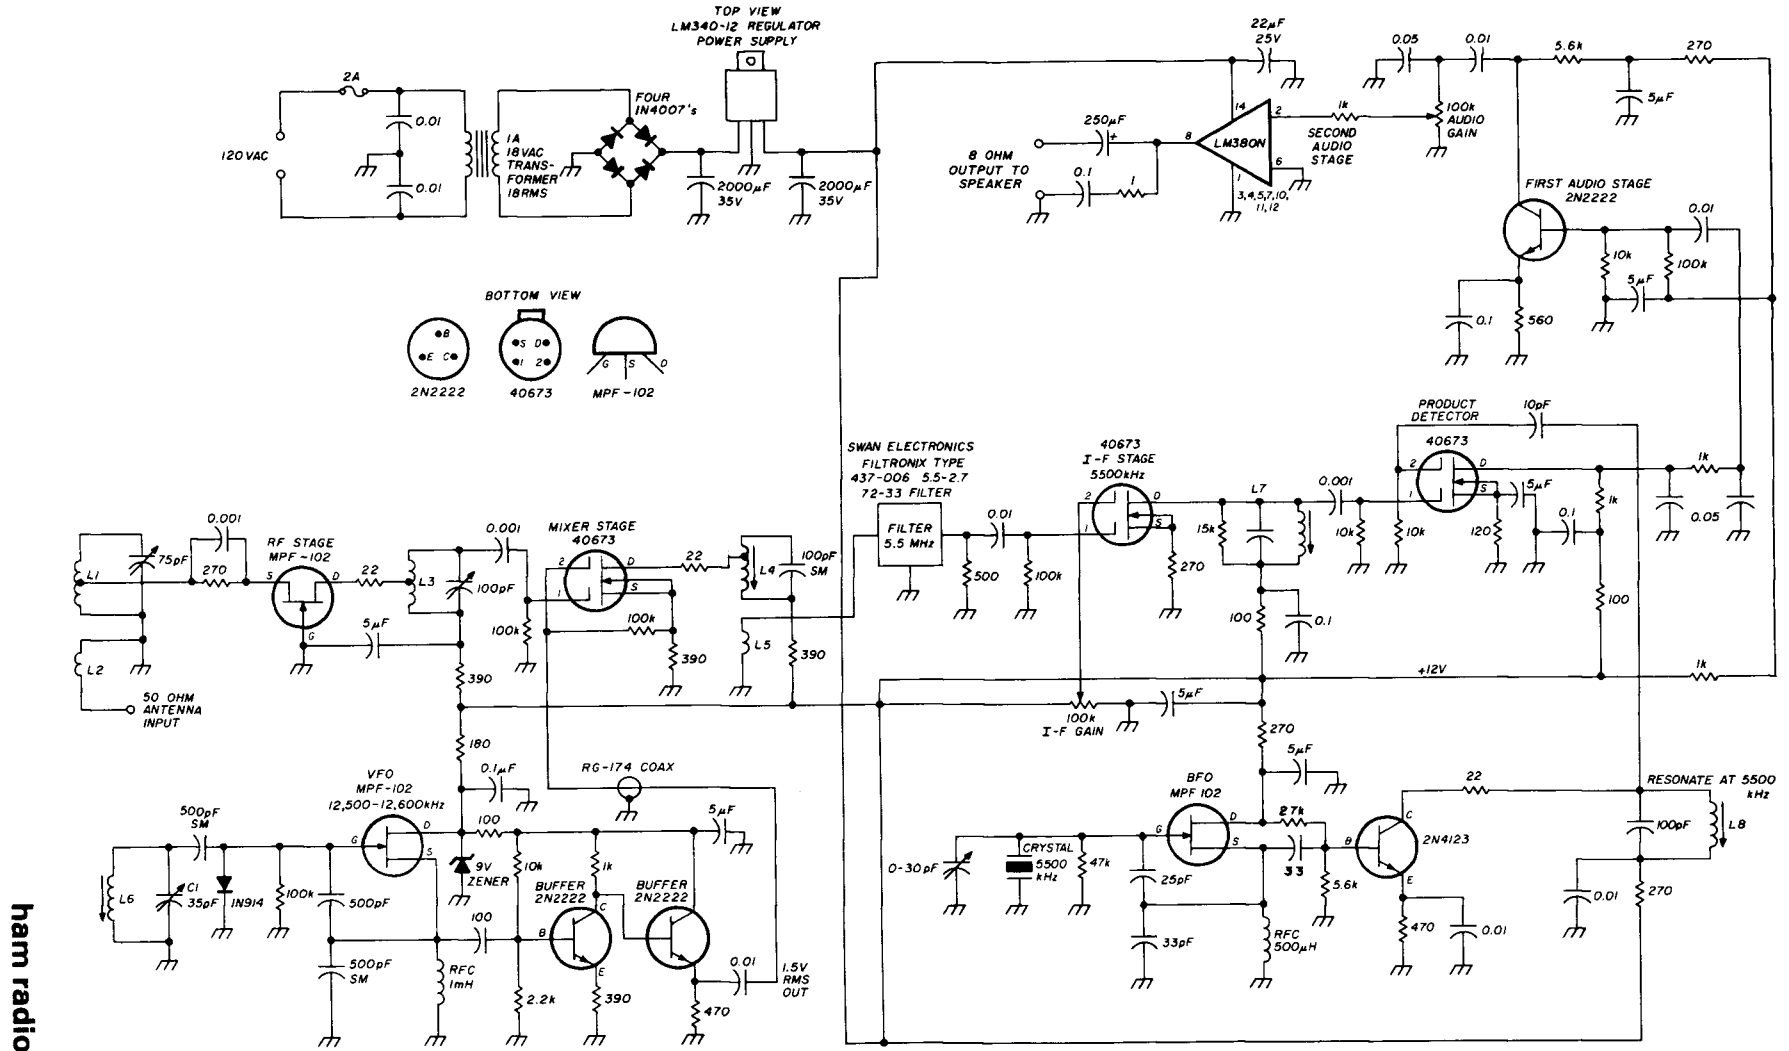 TOP VIEW
LM340-12 REGULATOR
POWER SUPPLY
2A
0.01
0.01
120 VAC
1A
18VAC
TRANS-
FORMER
18RMS
FOUR
1N4007's
2000µF
35V
2000µF
35V
22µF
25V
14
2
8
LM380N
6
1
3,4,5,7,10,
11,12
250µF
+
8 OHM
OUTPUT TO
SPEAKER
0.1
1
1k
SECOND
AUDIO
STAGE
0.05
0.01
100k
AUDIO
GAIN
5.6k
270
5µF
FIRST AUDIO STAGE
2N2222
0.01
10k
100k
5µF
0.1
560
BOTTOM VIEW
B
E C
2N2222
S D
1 2
40673
G S D
MPF-102
SWAN ELECTRONICS
FILTRONIX TYPE
437-006 5.5-2.7
72-33 FILTER
FILTER
5.5 MHz
500
0.01
100k
40673
I-F STAGE
5500kHz
2
1
D
S
270
15k
L7
100
0.1
0.001
10k
10k
PRODUCT
DETECTOR
40673
2
1
D
S
10pF
120
5µF
0.1
1k
100
1k
0.05
+12V
1k
L1
75pF
L2
50 OHM
ANTENNA
INPUT
0.001
270
RF STAGE
MPF-102
S
D
G
22
5µF
L3
100pF
390
0.001
100k
MIXER STAGE
40673
2
1
D
S
100k
390
22
L4
100pF
SM
L5
390
180
0.1µF
RG-174 COAX
100k
I-F GAIN
5µF
270
5µF
VFO
MPF-102
12,500-12,600kHz
500pF
SM
L6
C1
35pF
1N914
100k
500pF
500pF
SM
G
D
S
RFC
1mH
9V
ZENER
100
100
10k
2.2k
1k
BUFFER
2N2222
B
C
E
390
BUFFER
2N2222
5µF
470
0.01
1.5V
RMS
OUT
BFO
MPF 102
0-30pF
CRYSTAL
5500
kHz
47k
25pF
33pF
G
D
S
27k
33
RFC
500µH
5.6k
B
C
E
2N4123
470
0.01
22
RESONATE AT 5500
kHz
100pF
L8
0.01
270
ham radio